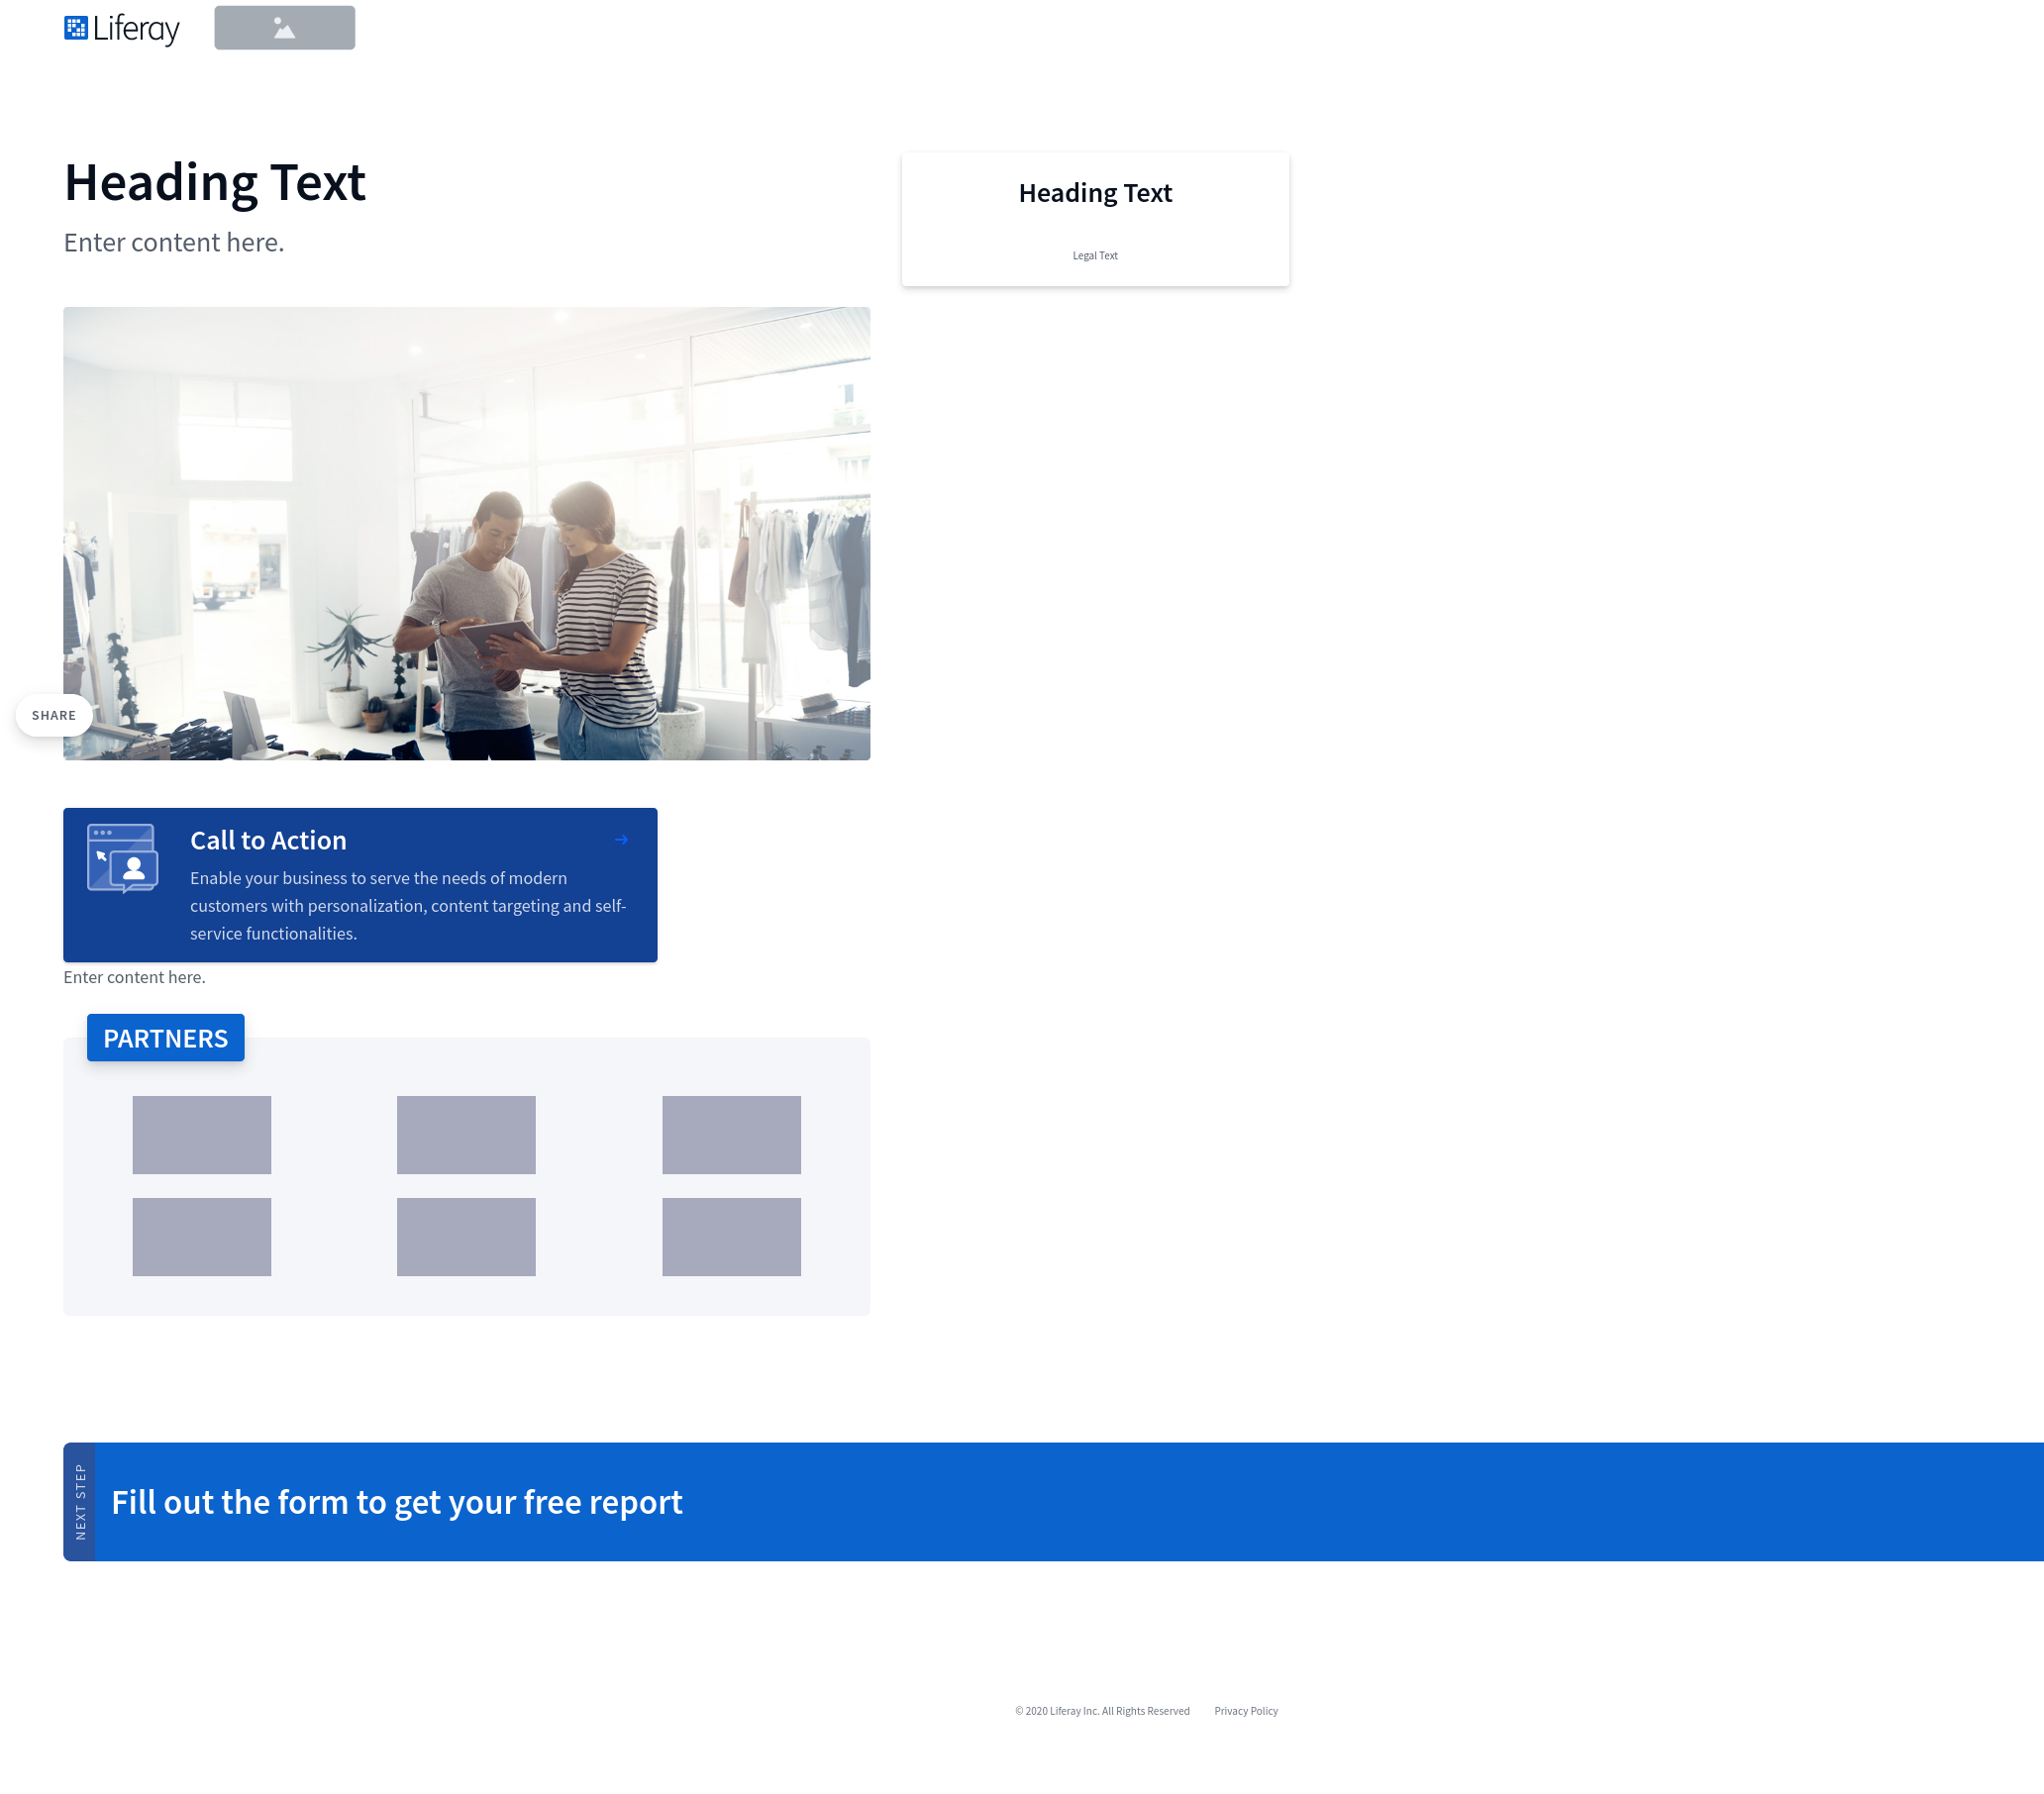 Liferay
Heading Text
Enter content here.
Heading Text
Legal Text
SHARE
Call to Action
Enable your business to serve the needs of modern
customers with personalization, content targeting and self-
service functionalities.
Enter content here.
PARTNERS
NEXT STEP
Fill out the form to get your free report
© 2020 Liferay Inc. All Rights Reserved
Privacy Policy